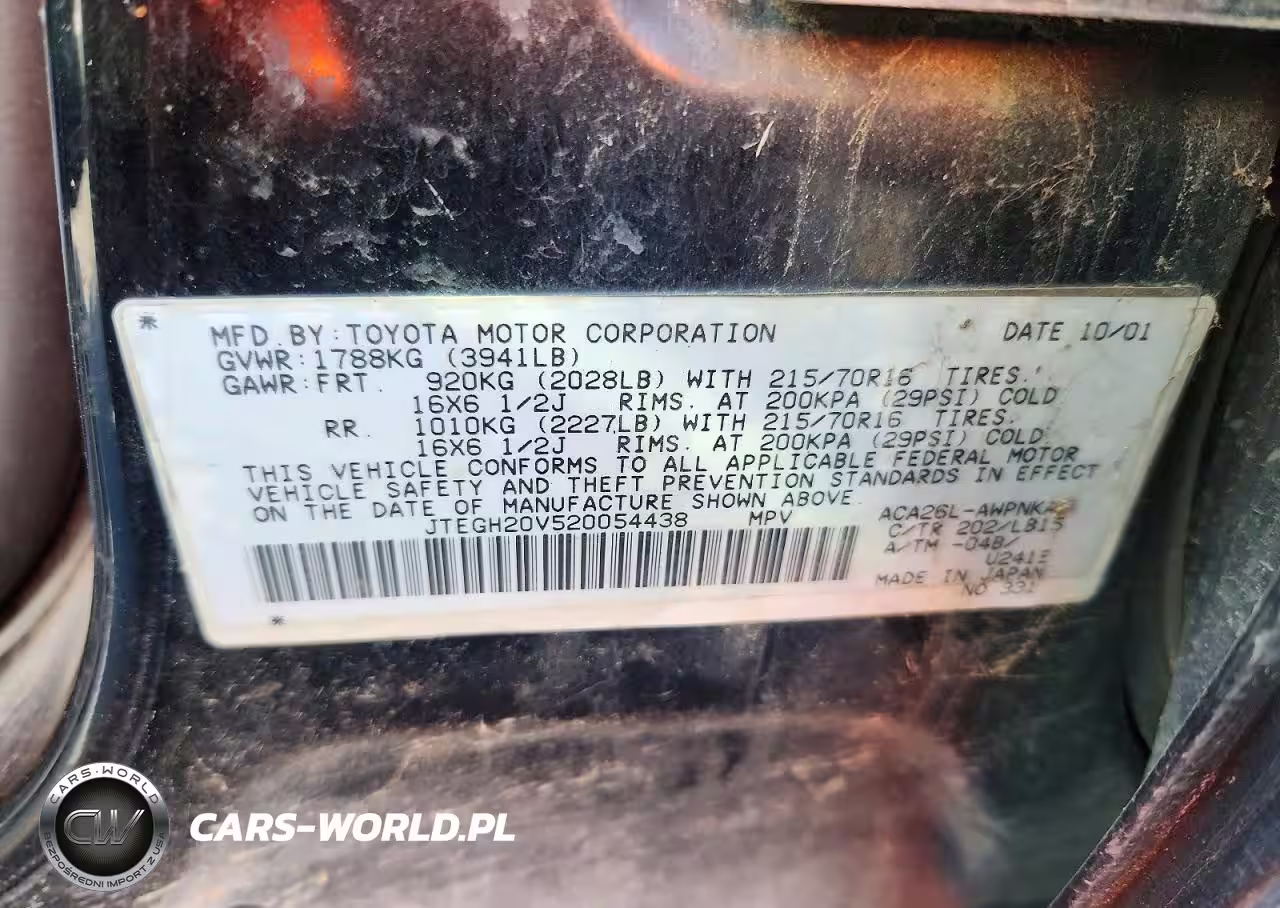 MFD. BY: TOYOTA MOTOR CORPORATION DATE 10/01
GVWR: 1788KG (3941LB)
GAWR: FRT. 920KG (2028LB) WITH 215/70R16 TIRES.
16X6 1/2J RIMS. AT 200KPA (29PSI) COLD
RR. 1010KG (2227LB) WITH 215/70R16 TIRES.
16X6 1/2J RIMS. AT 200KPA (29PSI) COLD
THIS VEHICLE CONFORMS TO ALL APPLICABLE FEDERAL MOTOR
VEHICLE SAFETY AND THEFT PREVENTION STANDARDS IN EFFECT
ON THE DATE OF MANUFACTURE SHOWN ABOVE.
JTEGH20V520054438 MPV
C/TR 202/LB15
A/TM -04B/
MADE IN JAPAN
NO 331
CARS-WORLD
CW
BEZPOŚREDNI IMPORT Z USA
CARS-WORLD.PL